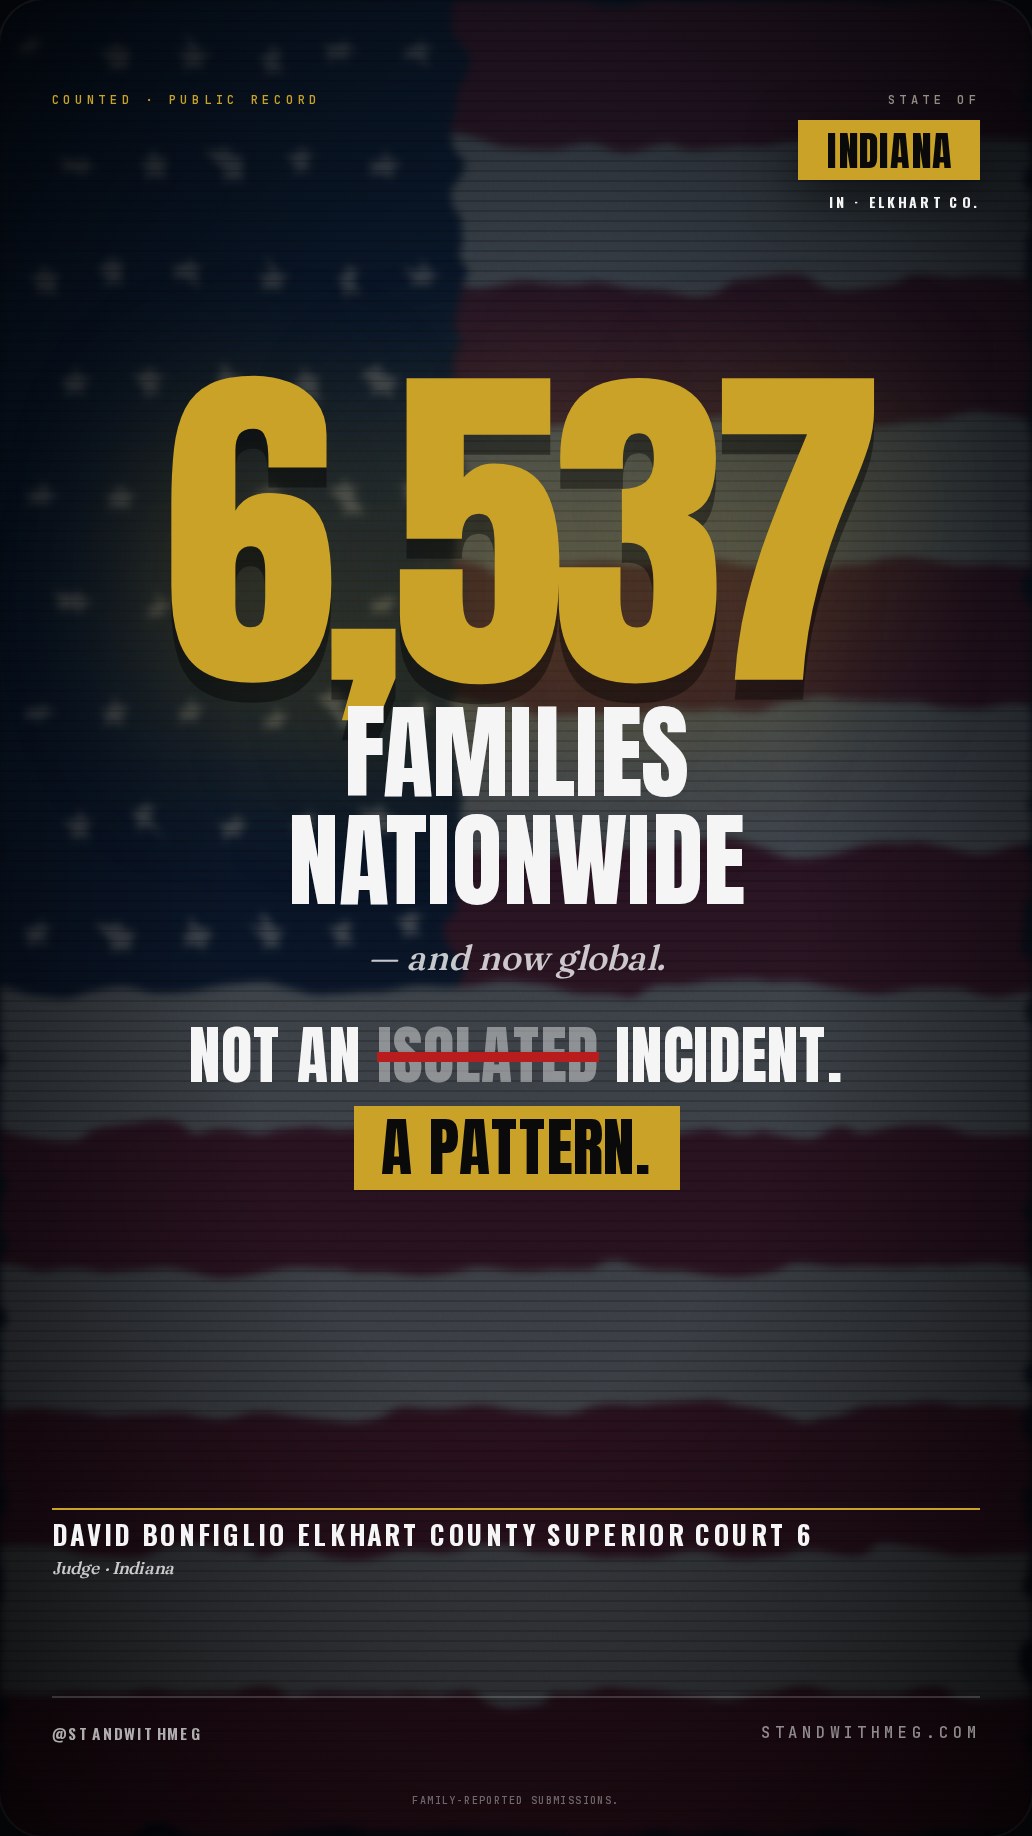 COUNTED · PUBLIC RECORD
STATE OF
INDIANA
IN · ELKHART CO.
6,537
FAMILIES
NATIONWIDE
— and now global.
NOT AN ISOLATED INCIDENT.
A PATTERN.
DAVID BONFIGLIO ELKHART COUNTY SUPERIOR COURT 6
Judge · Indiana
@STANDWITHMEG
STANDWITHMEG.COM
FAMILY-REPORTED SUBMISSIONS.